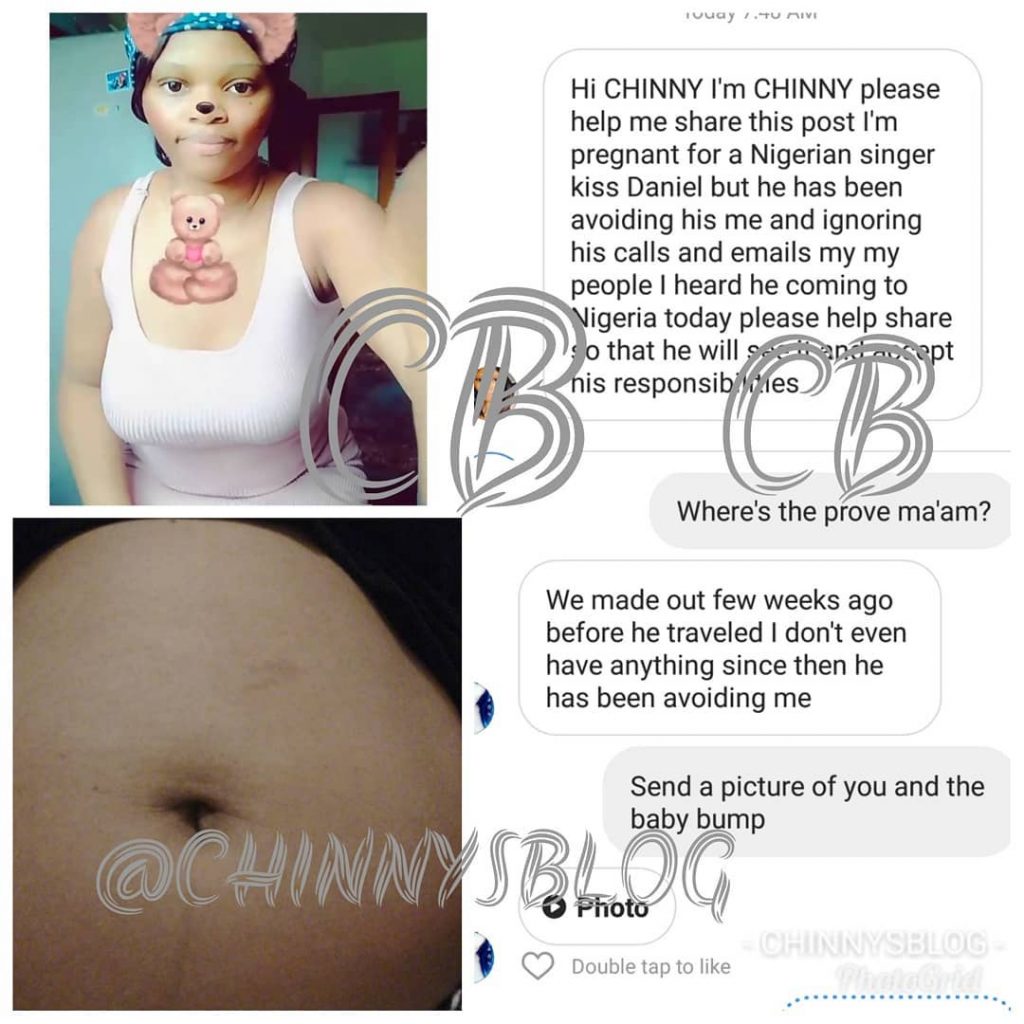 Today 7:48 AM
Hi CHINNY I'm CHINNY please
help me share this post I'm
pregnant for a Nigerian singer
kiss Daniel but he has been
avoiding his me and ignoring
his calls and emails my my
people I heard he coming to
Nigeria today please help share
so that he will see it and accept
his responsibilities
CB
CB
Where's the prove ma'am?
We made out few weeks ago
before he traveled I don't even
have anything since then he
has been avoiding me
Send a picture of you and the
baby bump
@CHINNYSBLOG
Photo
- CHINNYSBLOG -
PhotoGrid
Double tap to like